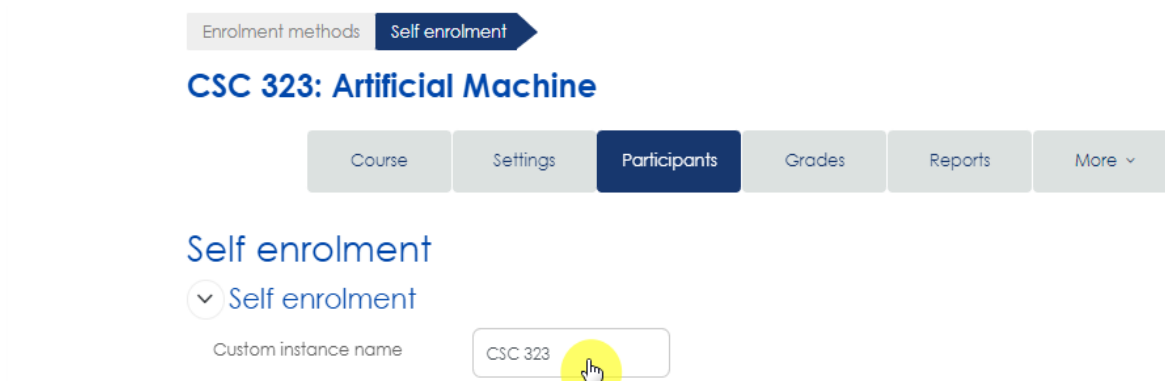 Enrolment methods Self enrolment
CSC 323: Artificial Machine
Course Settings Participants Grades Reports More
Self enrolment
Self enrolment
Custom instance name CSC 323